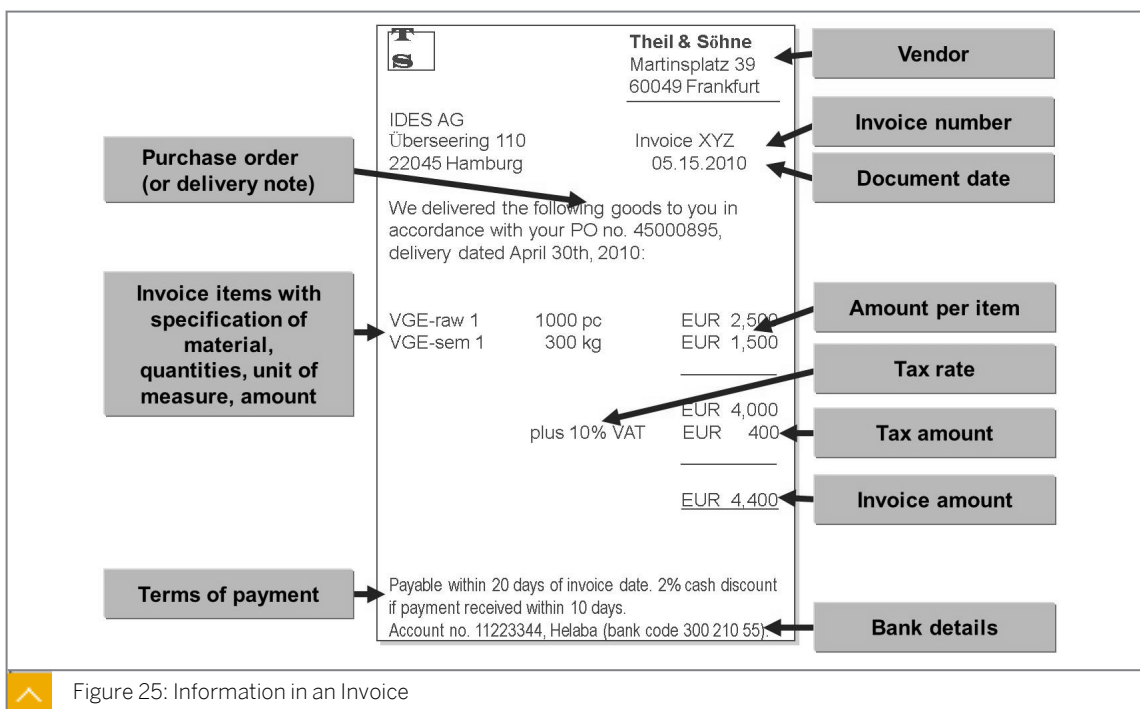 T
S
Theil & Söhne
Martinsplatz 39
60049 Frankfurt
Vendor
IDES AG
Überseering 110
22045 Hamburg
Invoice XYZ
05.15.2010
Invoice number
Document date
Purchase order
(or delivery note)
We delivered the following goods to you in
accordance with your PO no. 45000895,
delivery dated April 30th, 2010:
Invoice items with
specification of
material,
quantities, unit of
measure, amount
VGE-raw 1 1000 pc EUR 2,500
VGE-sem 1 300 kg EUR 1,500
Amount per item
Tax rate
EUR 4,000
plus 10% VAT EUR 400
Tax amount
EUR 4,400
Invoice amount
Terms of payment
Payable within 20 days of invoice date. 2% cash discount
if payment received within 10 days.
Account no. 11223344, Helaba (bank code 300 210 55).
Bank details
Figure 25: Information in an Invoice